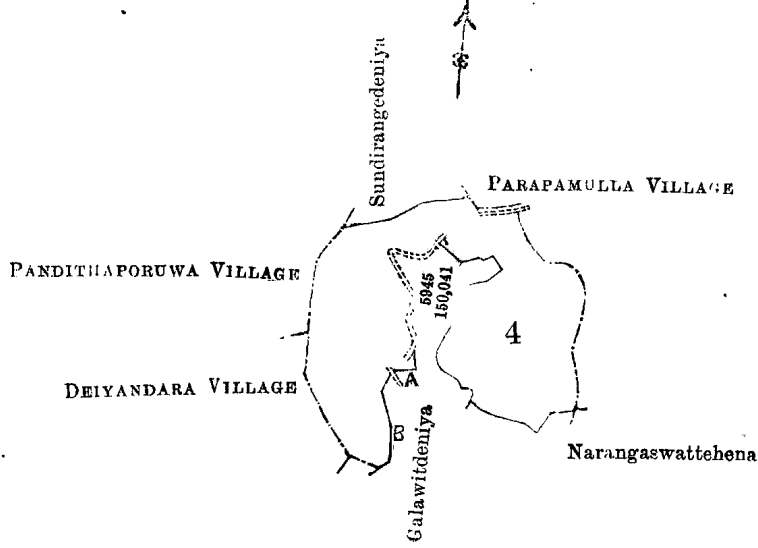 Sundirangedeniya
PARAPAMULLA VILLAGE
PANDITHAPORUWA VILLAGE
5945
150,041
4
DEIYANDARA VILLAGE
A
B
Galawitdeniya
Narangaswattehena